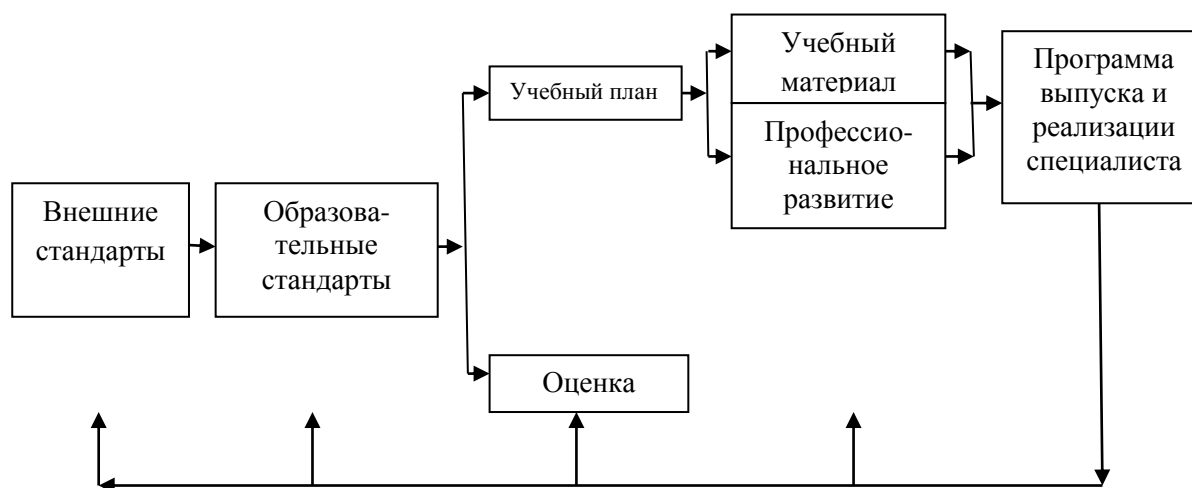 Внешние
стандарты
Образова-
тельные
стандарты
Учебный план
Оценка
Учебный
материал
Профессио-
нальное
развитие
Программа
выпуска и
реализации
специалиста